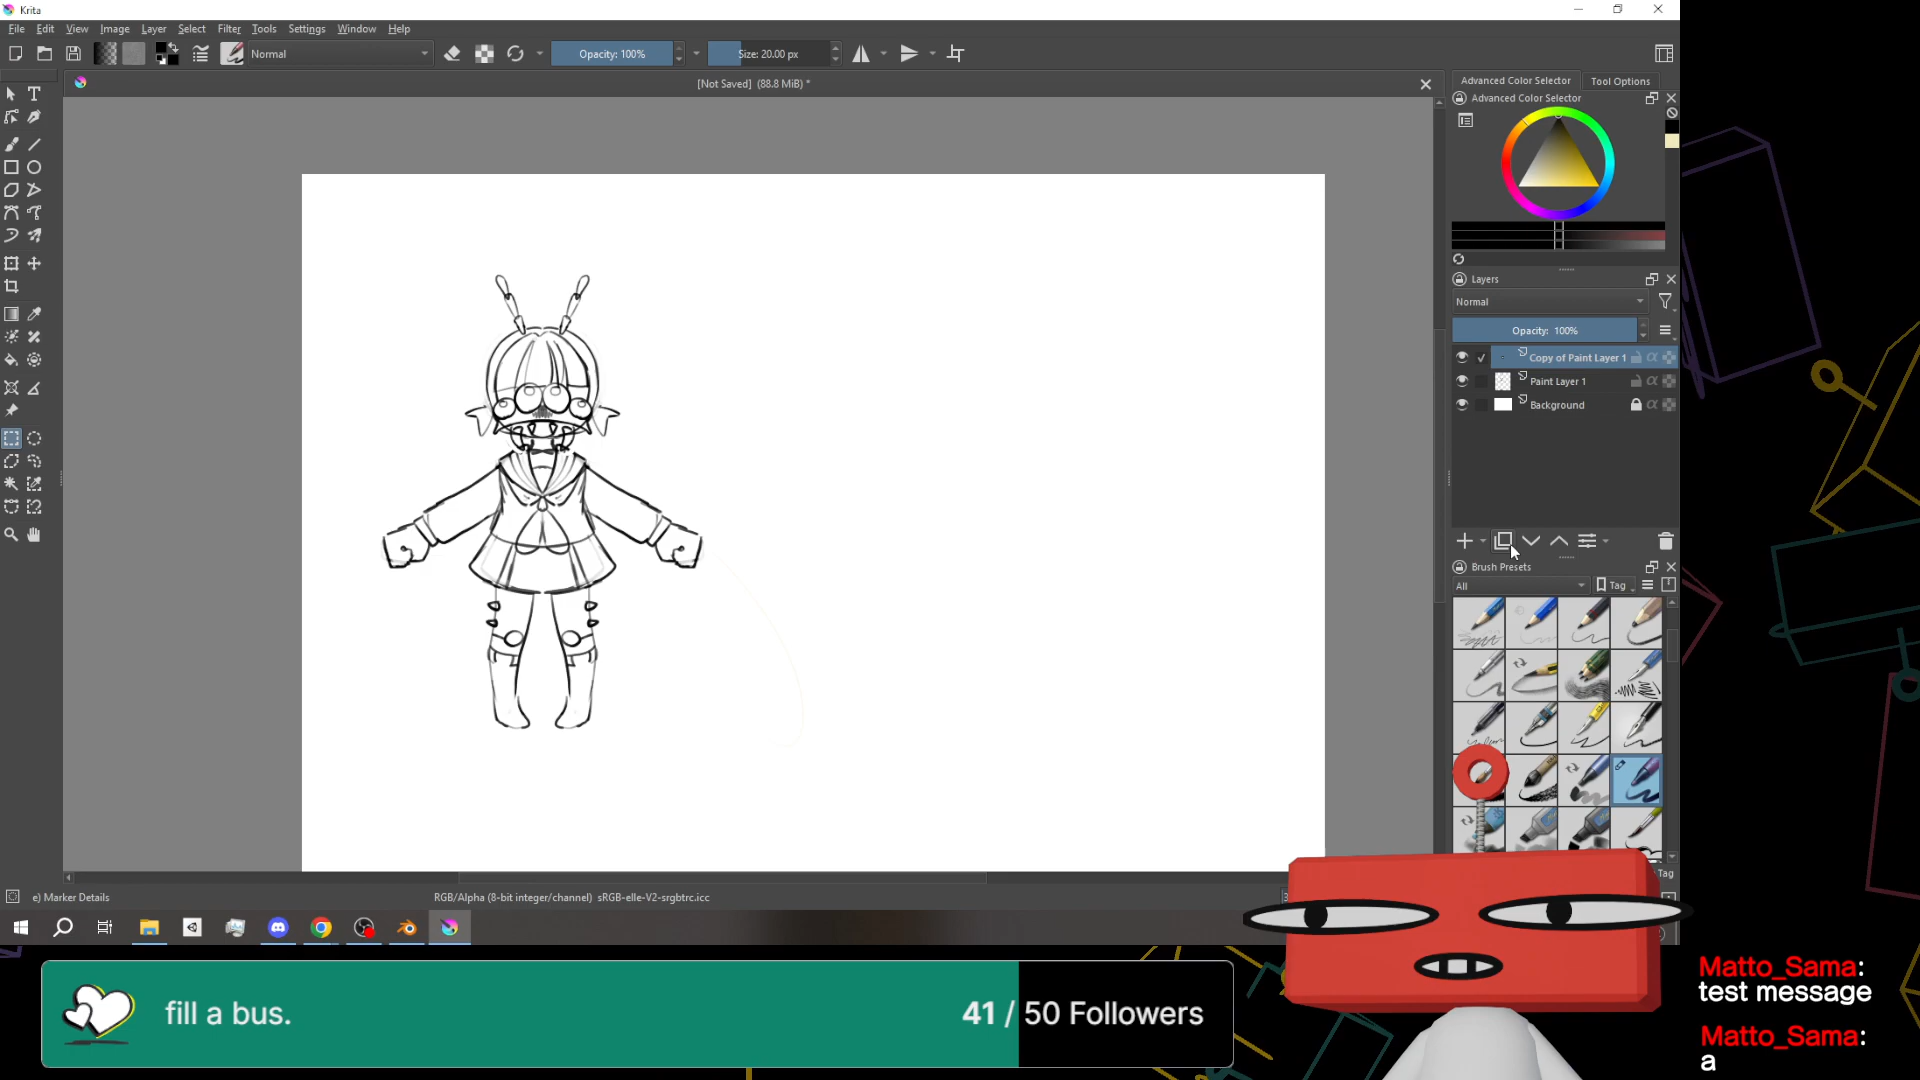 Krita
File Edit View Image Layer Select Filter Tools Settings Window Help
Normal
Opacity: 100%
Size: 20.00 px
[Not Saved] (88.8 MiB) *
Advanced Color Selector
Tool Options
Advanced Color Selector
Layers
Normal
Opacity: 100%
Copy of Paint Layer 1
Paint Layer 1
Background
Brush Presets
All
Tag
Tag
e) Marker Details
RGB/Alpha (8-bit integer/channel) sRGB-elle-V2-srgbtrc.icc
fill a bus.
41 / 50 Followers
Matto_Sama:
test message
Matto_Sama:
a